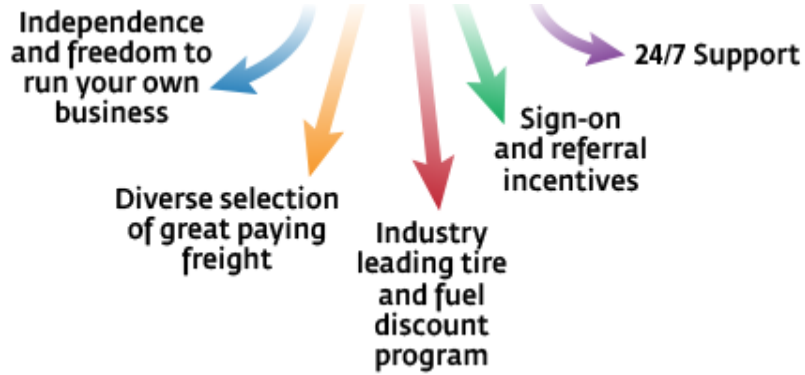 Independence
and freedom to
run your own
business
Diverse selection
of great paying
freight
Industry
leading tire
and fuel
discount
program
Sign-on
and referral
incentives
24/7 Support